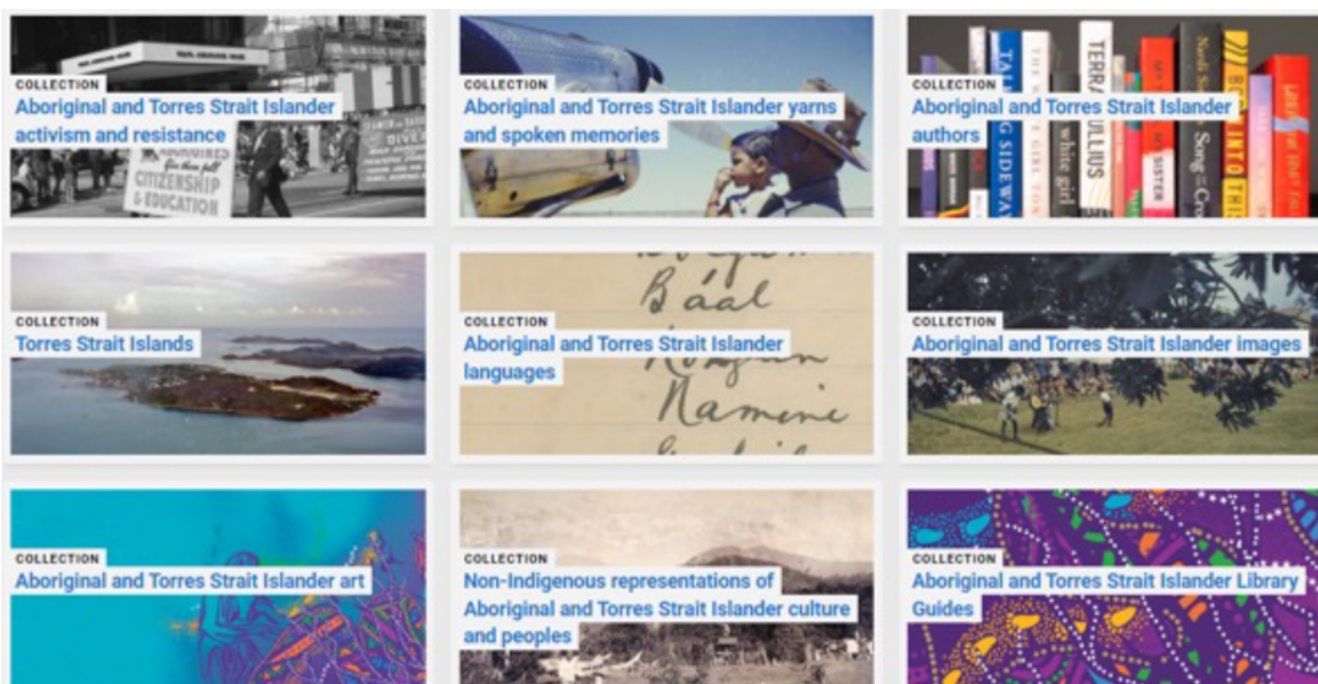 COLLECTION
Aboriginal and Torres Strait Islander
activism and resistance
CITIZENSHIP
& EDUCATION
COLLECTION
Aboriginal and Torres Strait Islander yarns
and spoken memories
COLLECTION
Aboriginal and Torres Strait Islander
authors
white girl
SISTER
INTO THIS
COLLECTION
Torres Strait Islands
COLLECTION
Aboriginal and Torres Strait Islander
languages
Báal
Namini
COLLECTION
Aboriginal and Torres Strait Islander images
COLLECTION
Aboriginal and Torres Strait Islander art
COLLECTION
Non-Indigenous representations of
Aboriginal and Torres Strait Islander culture
and peoples
COLLECTION
Aboriginal and Torres Strait Islander Library
Guides